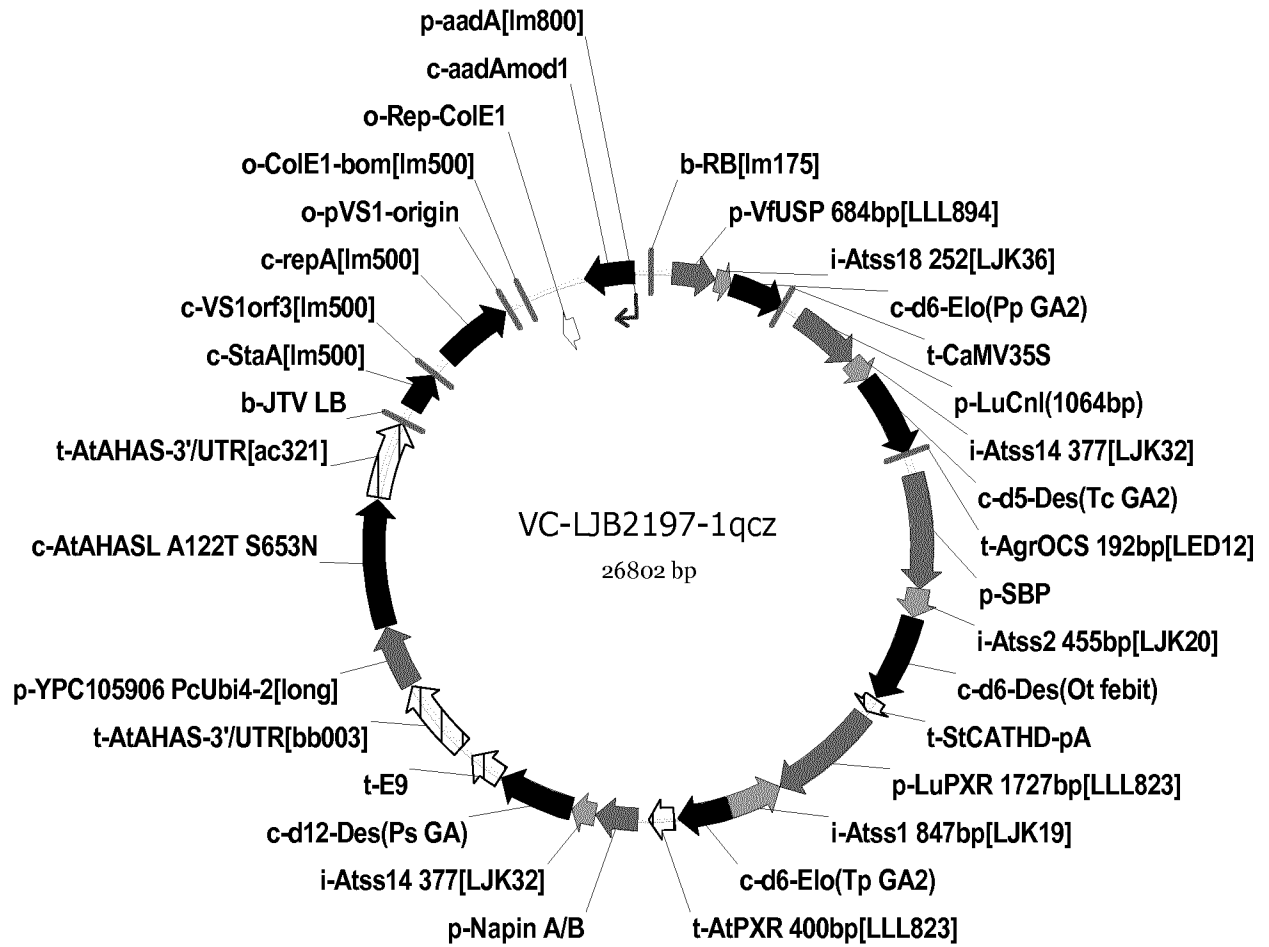 p-aadA[lm800]
c-aadAmod1
o-Rep-ColE1
o-ColE1-bom[lm500]
o-pVS1-origin
c-repA[lm500]
c-VS1orf3[lm500]
c-StaA[lm500]
b-JTV LB
t-AtAHAS-3'/UTR[ac321]
c-AtAHASL A122T S653N
p-YPC105906 PcUbi4-2[long]
t-AtAHAS-3'/UTR[bb003]
t-E9
c-d12-Des(Ps GA)
i-Atss14 377[LJK32]
p-Napin A/B
b-RB[lm175]
p-VfUSP 684bp[LLL894]
i-Atss18 252[LJK36]
c-d6-Elo(Pp GA2)
t-CaMV35S
p-LuCnl(1064bp)
i-Atss14 377[LJK32]
c-d5-Des(Tc GA2)
t-AgrOCS 192bp[LED12]
p-SBP
i-Atss2 455bp[LJK20]
c-d6-Des(Ot febit)
t-StCATHD-pA
p-LuPXR 1727bp[LLL823]
i-Atss1 847bp[LJK19]
c-d6-Elo(Tp GA2)
t-AtPXR 400bp[LLL823]
VC-LJB2197-1qcz
26802 bp